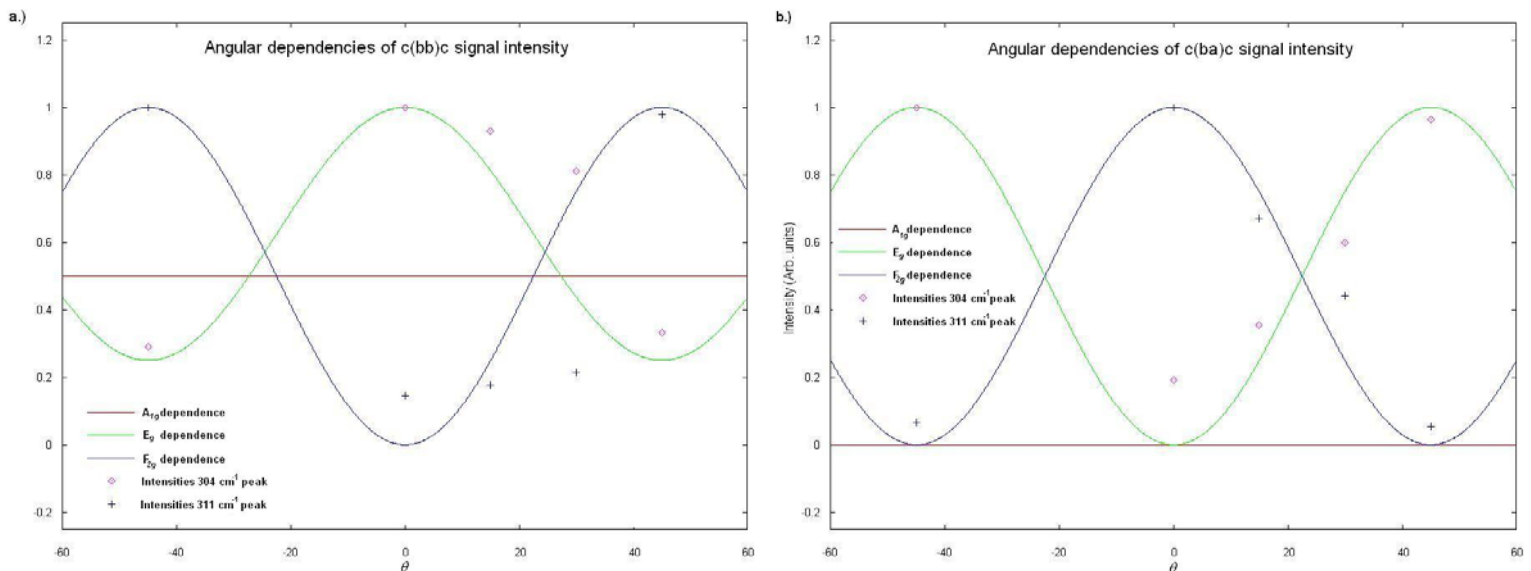 a.)
Angular dependencies of c(bb)c signal intensity
1.2
1
0.8
0.6
0.4
0.2
0
-0.2
A1g dependence
Eg dependence
F2g dependence
Intensities 304 cm-1 peak
Intensities 311 cm-1 peak
-60 -40 -20 0 20 40 60
θ
b.)
Angular dependencies of c(ba)c signal intensity
Intensity (Arb. units)
1.2
1
0.8
0.6
0.4
0.2
0
-0.2
A1g dependence
Eg dependence
F2g dependence
Intensities 304 cm-1 peak
Intensities 311 cm-1 peak
-60 -40 -20 0 20 40 60
θ